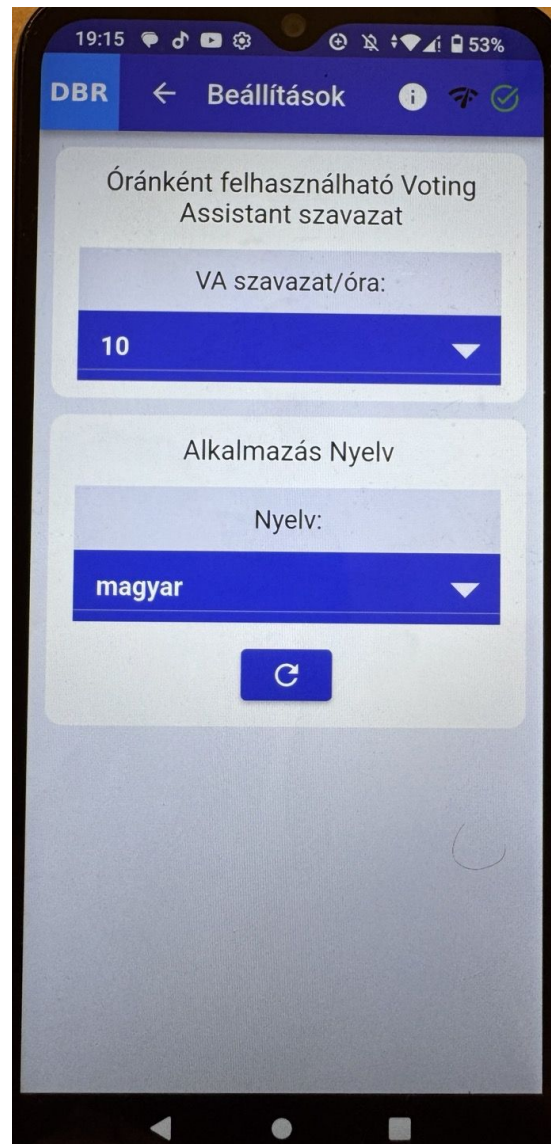 19:15
53%
DBR
Beállítások
Óránként felhasználható Voting
Assistant szavazat
VA szavazat/óra:
10
Alkalmazás Nyelv
Nyelv:
magyar